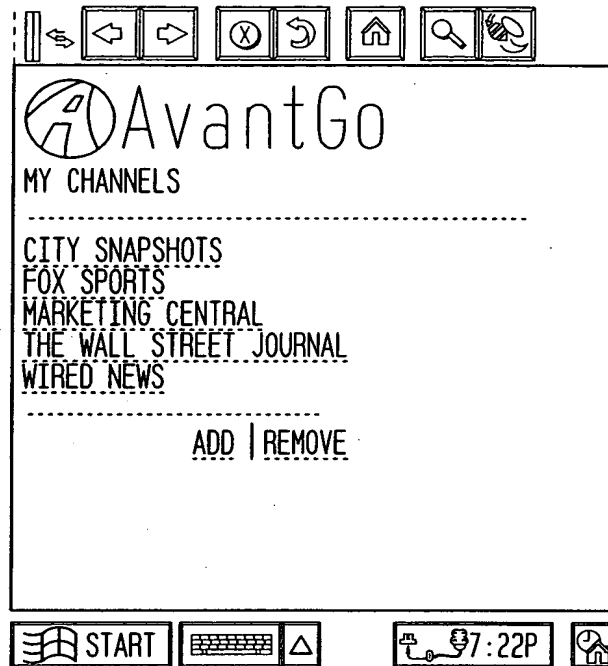 AvantGo
MY CHANNELS
CITY SNAPSHOTS
FOX SPORTS
MARKETING CENTRAL
THE WALL STREET JOURNAL
WIRED NEWS
ADD | REMOVE
START 7:22P